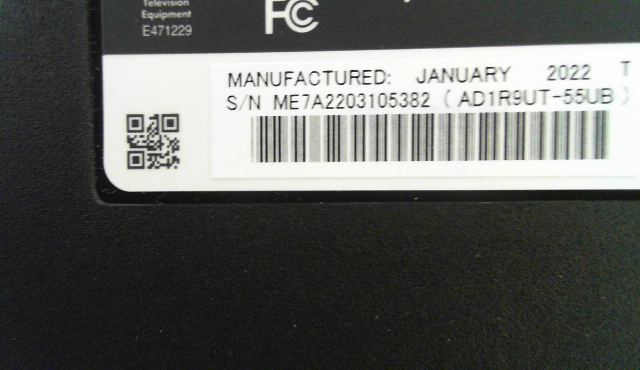 Television
Equipment
E471229
FC
MANUFACTURED: JANUARY 2022 T
S/N ME7A2203105382 ( AD1R9UT-55UB )